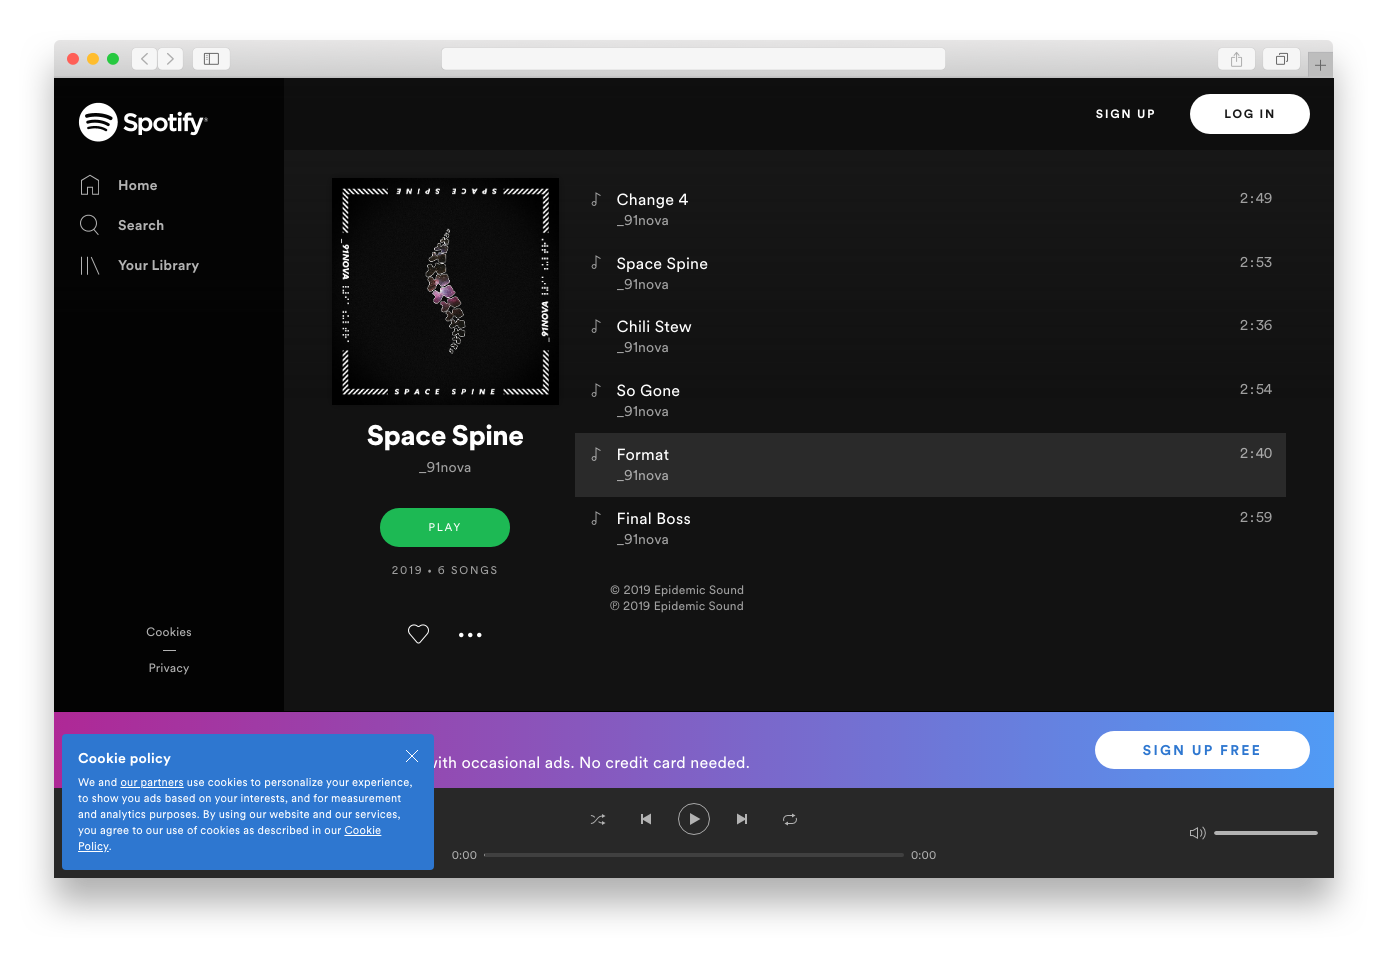 Spotify
SIGN UP
LOG IN
Home
Search
Your Library
SPACE SPINE
_91NOVA
_91NOVA
SPACE SPINE
Space Spine
_91nova
PLAY
2019 • 6 SONGS
Change 4
_91nova
2:49
Space Spine
_91nova
2:53
Chili Stew
_91nova
2:36
So Gone
_91nova
2:54
Format
_91nova
2:40
Final Boss
_91nova
2:59
© 2019 Epidemic Sound
℗ 2019 Epidemic Sound
Cookies
Privacy
with occasional ads. No credit card needed.
SIGN UP FREE
Cookie policy
We and our partners use cookies to personalize your experience,
to show you ads based on your interests, and for measurement
and analytics purposes. By using our website and our services,
you agree to our use of cookies as described in our Cookie
Policy.
0:00
0:00